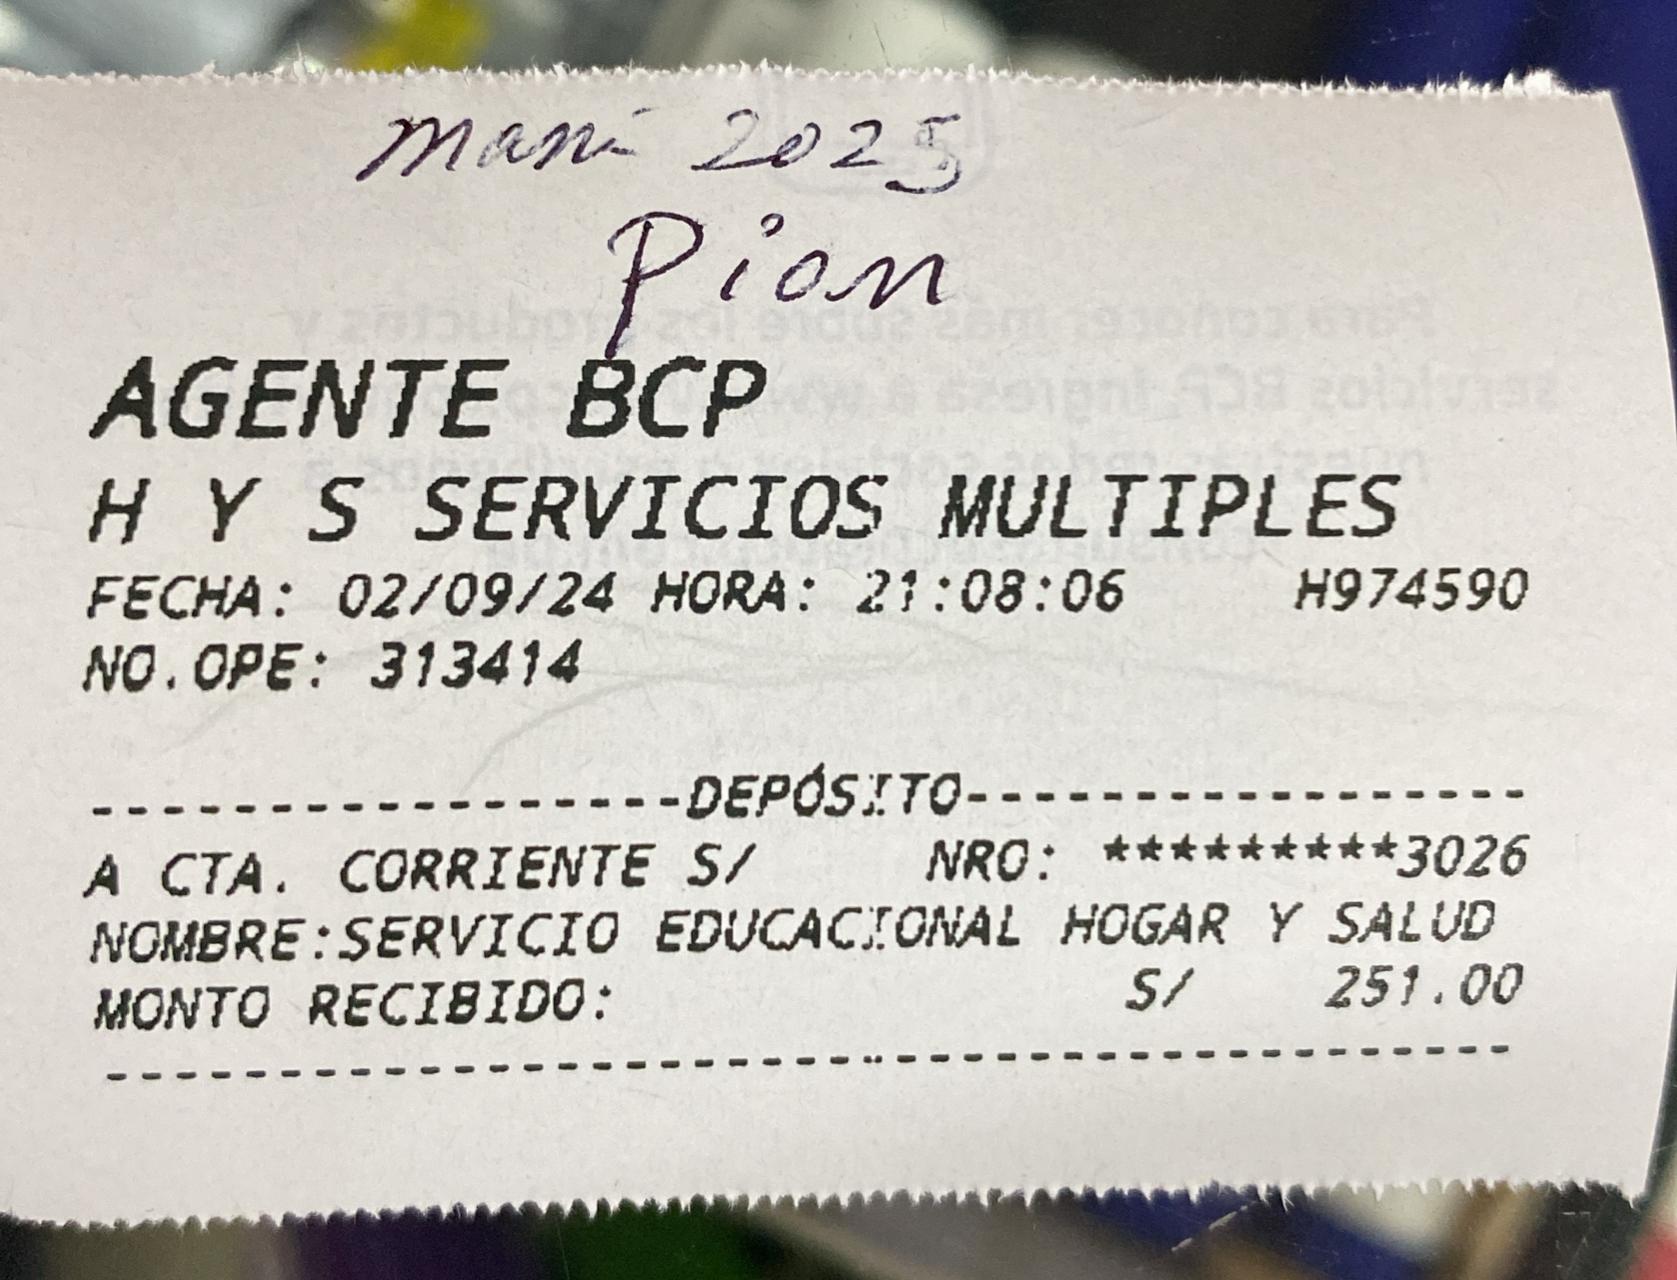 mani 2025
Pion
AGENTE BCP
H Y S SERVICIOS MULTIPLES
FECHA: 02/09/24 HORA: 21:08:06 H974590
NO.OPE: 313414
------------------DEPÓSITO------------------
A CTA. CORRIENTE S/ NRO: *********3026
NOMBRE:SERVICIO EDUCACIONAL HOGAR Y SALUD
MONTO RECIBIDO: S/ 251.00